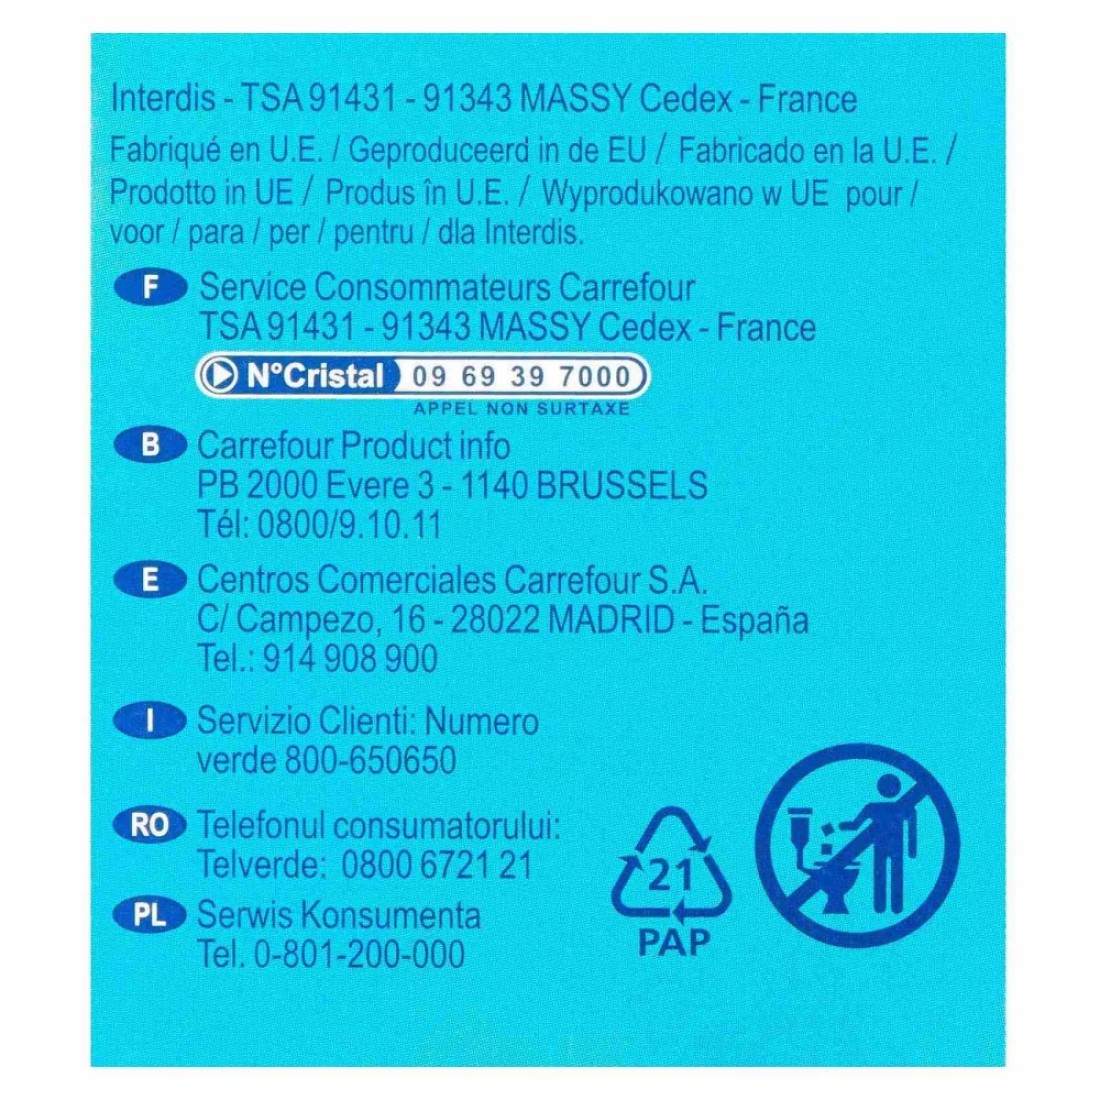 Interdis - TSA 91431 - 91343 MASSY Cedex - France
Fabriqué en U.E. / Geproduceerd in de EU / Fabricado en la U.E. /
Prodotto in UE / Produs în U.E. / Wyprodukowano w UE pour /
voor / para / per / pentru / dla Interdis.
F Service Consommateurs Carrefour
TSA 91431 - 91343 MASSY Cedex - France
N°Cristal 09 69 39 7000
APPEL NON SURTAXE
B Carrefour Product info
PB 2000 Evere 3 - 1140 BRUSSELS
Tél: 0800/9.10.11
E Centros Comerciales Carrefour S.A.
C/ Campezo, 16 - 28022 MADRID - España
Tel.: 914 908 900
I Servizio Clienti: Numero
verde 800-650650
RO Telefonul consumatorului:
Telverde: 0800 6721 21
PL Serwis Konsumenta
Tel. 0-801-200-000
21
PAP